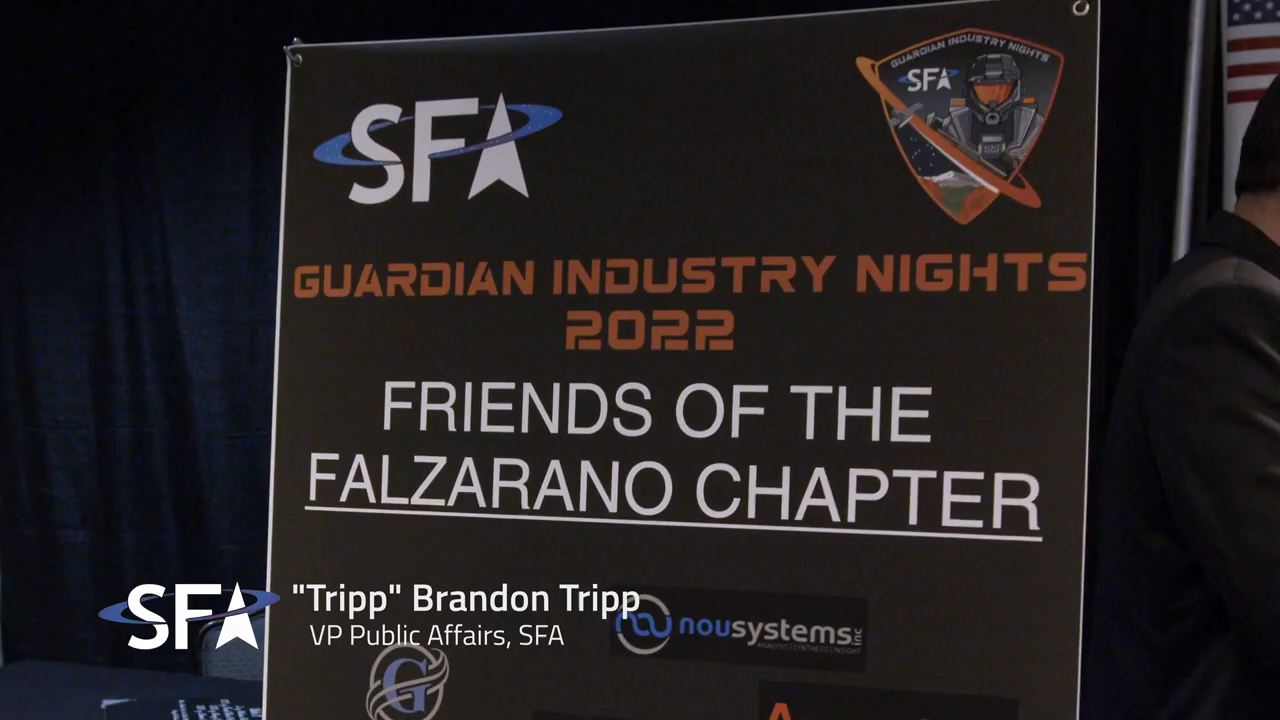 GUARDIAN INDUSTRY NIGHTS
SFA
SFA
GUARDIAN INDUSTRY NIGHTS
2022
FRIENDS OF THE
FALZARANO CHAPTER
SFA
"Tripp" Brandon Tripp
VP Public Affairs, SFA
nousystems inc
ANALYSIS | SYNTHESIS | INSIGHT
G